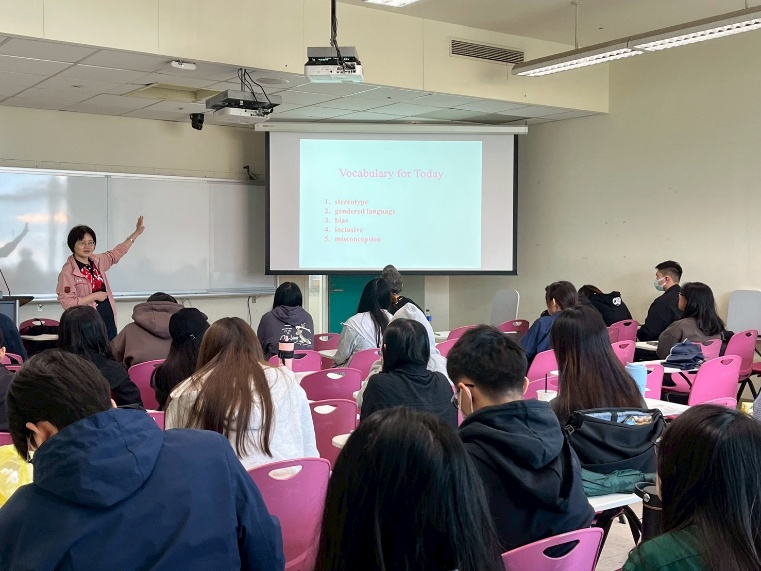 Vocabulary for Today
1. stereotype
2. gendered language
3. bias
4. inclusive
5. misconception